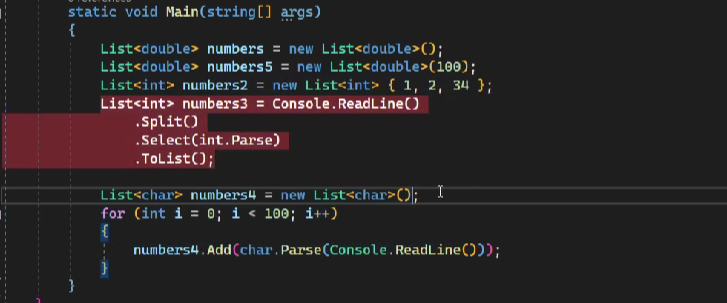 static void Main(string[] args)
{
List<double> numbers = new List<double>();
List<double> numbers5 = new List<double>(100);
List<int> numbers2 = new List<int> { 1, 2, 34 };
List<int> numbers3 = Console.ReadLine()
.Split()
.Select(int.Parse)
.ToList();
List<char> numbers4 = new List<char>();
for (int i = 0; i < 100; i++)
{
numbers4.Add(char.Parse(Console.ReadLine()));
}
}